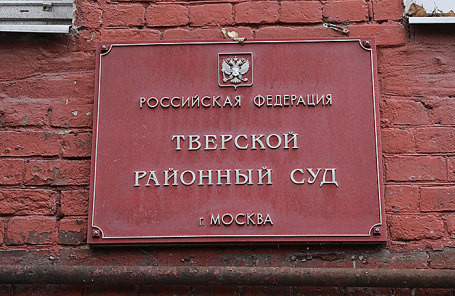 РОССИЙСКАЯ ФЕДЕРАЦИЯ
ТВЕРСКОЙ
РАЙОННЫЙ СУД
г. МОСКВА